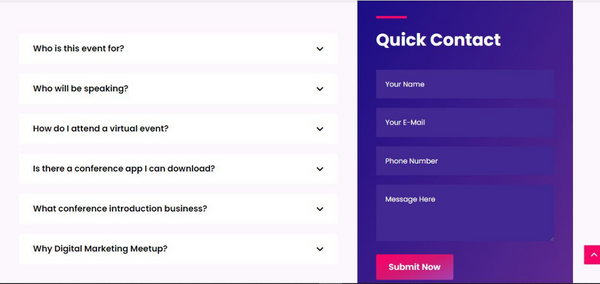 Who is this event for?
Who will be speaking?
How do I attend a virtual event?
Is there a conference app I can download?
What conference introduction business?
Why Digital Marketing Meetup?
Quick Contact
Your Name
Your E-Mail
Phone Number
Message Here
Submit Now